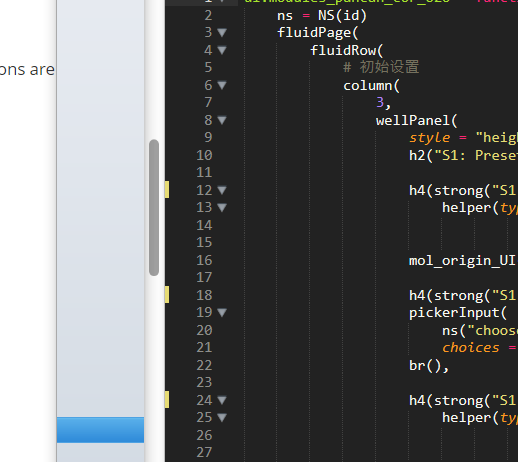 ons are
1
2 ns = NS(id)
3 fluidPage(
4 fluidRow(
5 # 初始设置
6 column(
7 3,
8 wellPanel(
9 style = "heigh
10 h2("S1: Preset
11
12 h4(strong("S1
13 helper(typ
14
15
16 mol_origin_UI
17
18 h4(strong("S1
19 pickerInput(
20 ns("choose
21 choices =
22 br(),
23
24 h4(strong("S1
25 helper(typ
26
27